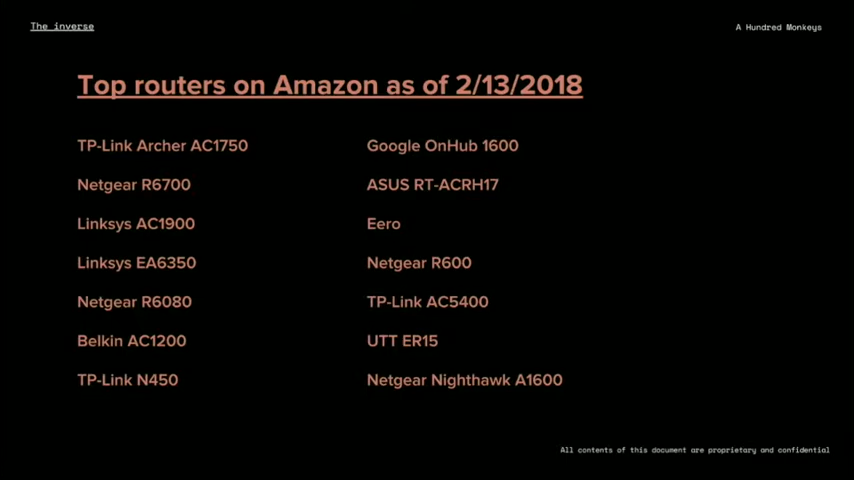 The inverse
A Hundred Monkeys
Top routers on Amazon as of 2/13/2018
TP-Link Archer AC1750
Netgear R6700
Linksys AC1900
Linksys EA6350
Netgear R6080
Belkin AC1200
TP-Link N450
Google OnHub 1600
ASUS RT-ACRH17
Eero
Netgear R600
TP-Link AC5400
UTT ER15
Netgear Nighthawk A1600
All contents of this document are proprietary and confidential